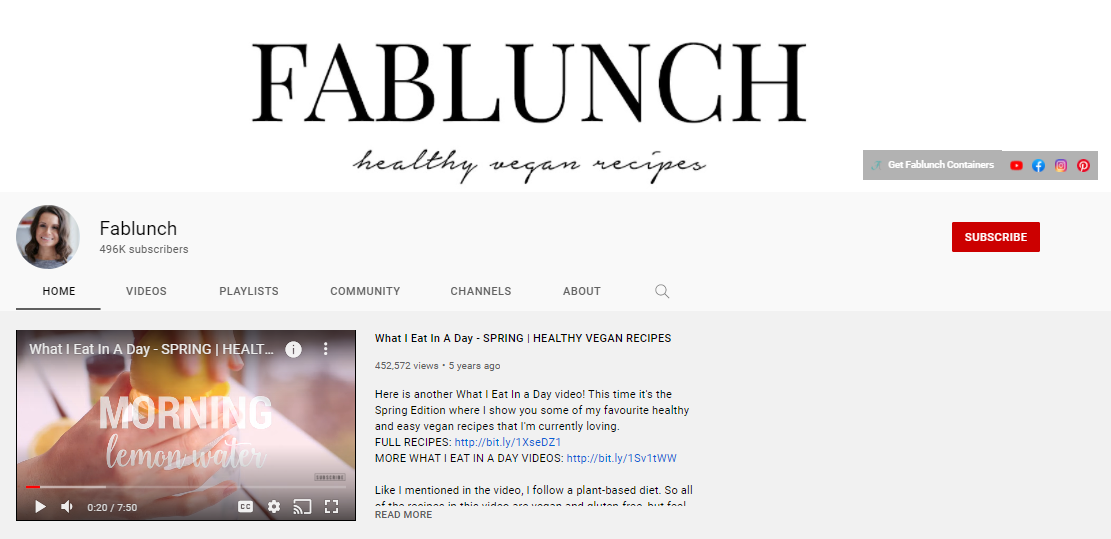 FABLUNCH
healthy vegan recipes
Get Fablunch Containers
Fablunch
496K subscribers
SUBSCRIBE
HOME VIDEOS PLAYLISTS COMMUNITY CHANNELS ABOUT
What I Eat In A Day - SPRING | HEALT...
MORNING
lemon water
SUBSCRIBE
0:20 / 7:50
CC
What I Eat In A Day - SPRING | HEALTHY VEGAN RECIPES
452,572 views • 5 years ago
Here is another What I Eat In a Day video! This time it's the
Spring Edition where I show you some of my favourite healthy
and easy vegan recipes that I'm currently loving.
FULL RECIPES: http://bit.ly/1XseDZ1
MORE WHAT I EAT IN A DAY VIDEOS: http://bit.ly/1Sv1tWW
Like I mentioned in the video, I follow a plant-based diet. So all
of the recipes in this video are vegan and gluten-free, but feel
READ MORE